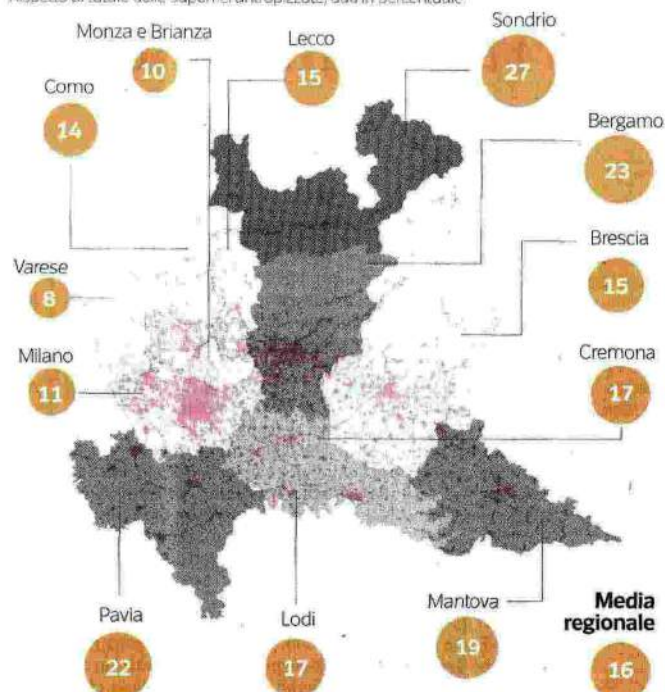 Sondrio
27
Monza e Brianza
10
Lecco
15
Como
14
Bergamo
23
Brescia
15
Varese
8
Milano
11
Cremona
17
Pavia
22
Lodi
17
Mantova
19
Media
regionale
16